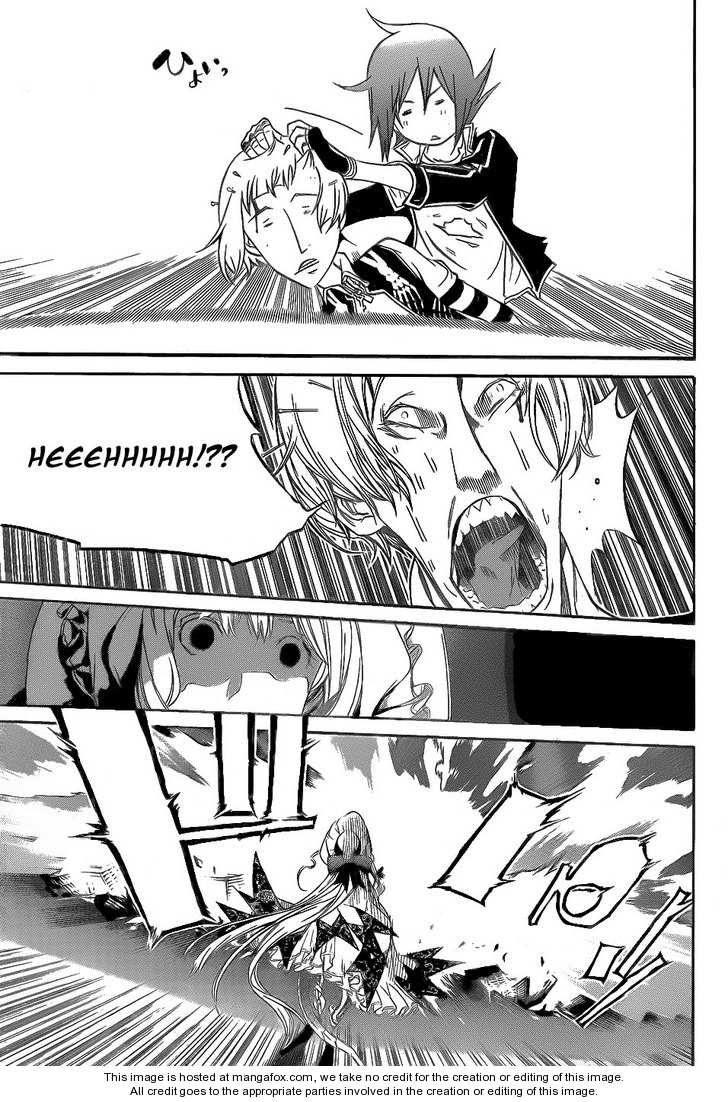 ひょいっ
HEEEHHHHH!??
This image is hosted at mangafox.com, we take no credit for the creation or editing of this image.
All credit goes to the appropriate parties involved in the creation or editing of this image.